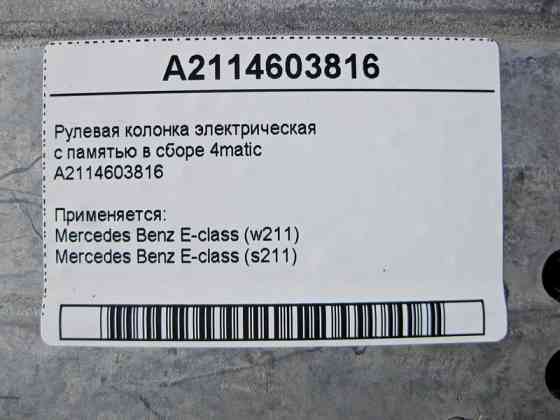 A2114603816
Рулевая колонка электрическая
с памятью в сборе 4matic
A2114603816
Применяется:
Mercedes Benz E-class (w211)
Mercedes Benz E-class (s211)